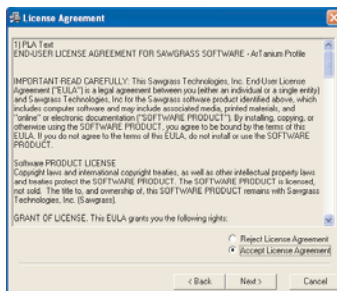 License Agreement
1) PLA Text
END-USER LICENSE AGREEMENT FOR SAWGRASS SOFTWARE - ArTanium Profile
IMPORTANT-READ CAREFULLY: This Sawgrass Technologies, Inc. End-User License
Agreement ("EULA") is a legal agreement between you (either an individual or a single entity)
and Sawgrass Technologies, Inc for the Sawgrass software product identified above, which
includes computer software and may include associated media, printed materials, and
"online" or electronic documentation ("SOFTWARE PRODUCT"). By installing, copying, or
otherwise using the SOFTWARE PRODUCT, you agree to be bound by the terms of this
EULA. If you do not agree to the terms of this EULA, do not install or use the SOFTWARE
PRODUCT.
Software PRODUCT LICENSE
Copyright laws and international copyright treaties, as well as other intellectual property laws
and treaties protect the SOFTWARE PRODUCT. The SOFTWARE PRODUCT is licensed,
not sold. The title to, and ownership of, this SOFTWARE PRODUCT remains with Sawgrass
Technologies, Inc. (Sawgrass).
GRANT OF LICENSE. This EULA grants you the following rights:
Reject License Agreement
Accept License Agreement
< Back
Next >
Cancel